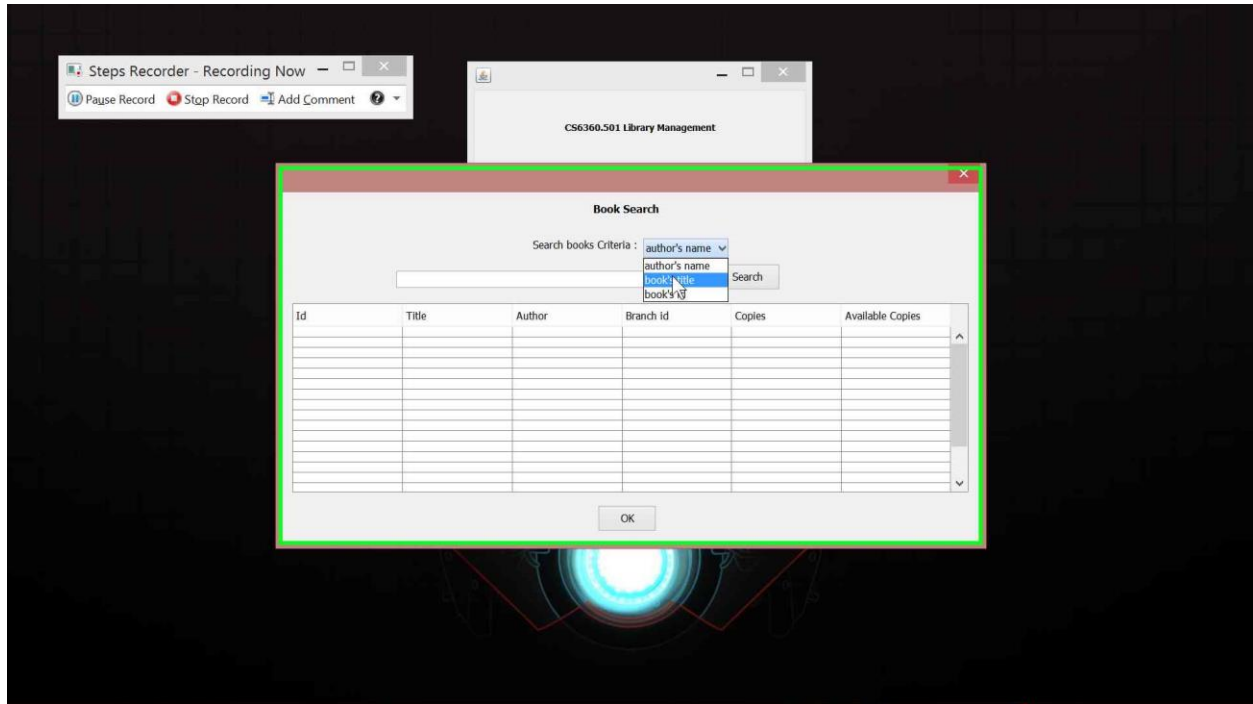 Steps Recorder - Recording Now
Pause Record Stop Record Add Comment
CS6360.501 Library Management
Book Search
Search books Criteria : author's name
author's name
book's title
book's
Search
Id Title Author Branch id Copies Available Copies
OK